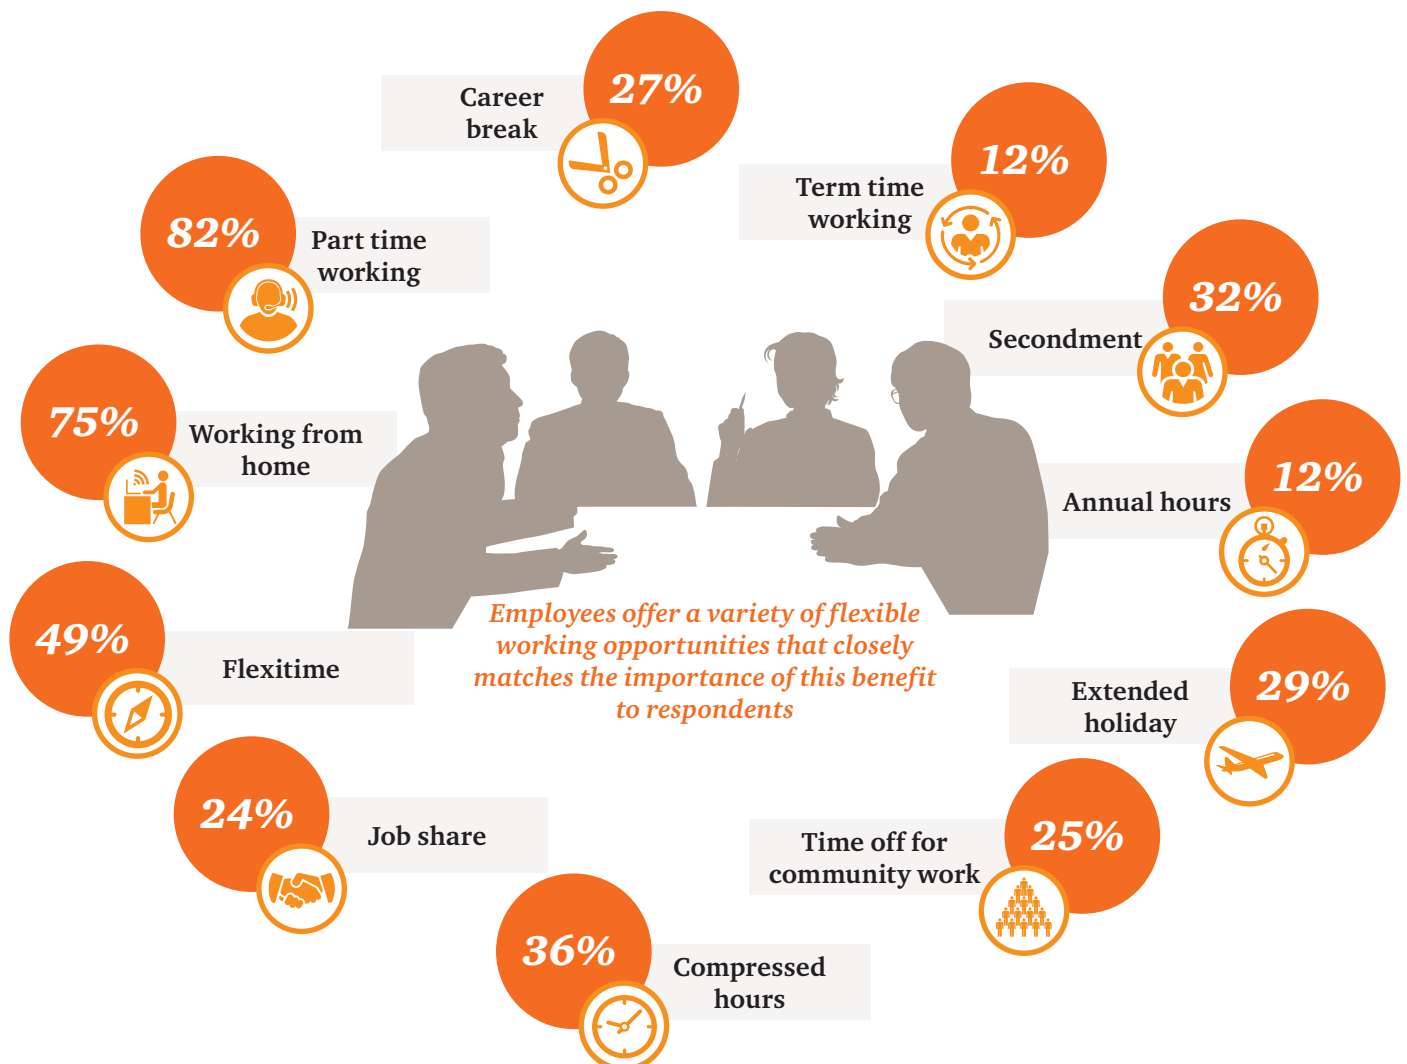 27%
Career
break
12%
Term time
working
82%
Part time
working
32%
Secondment
75%
Working from
home
12%
Annual hours
49%
Flexitime
Employees offer a variety of flexible
working opportunities that closely
matches the importance of this benefit
to respondents
29%
Extended
holiday
24%
Job share
25%
Time off for
community work
36%
Compressed
hours